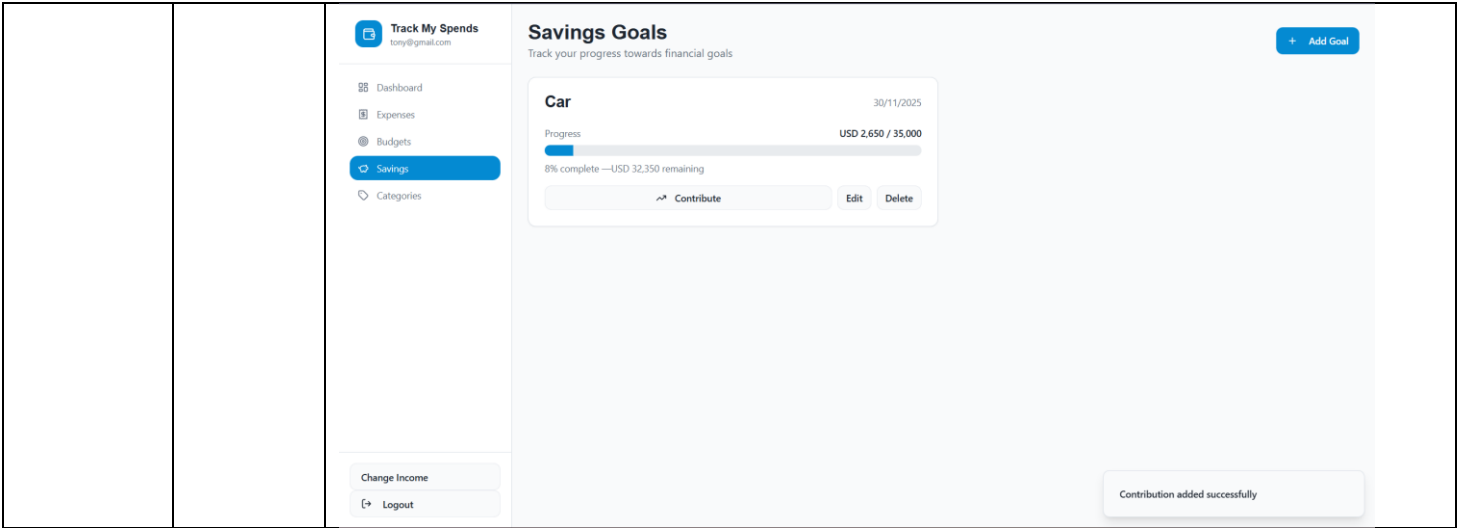 Track My Spends
tony@gmail.com
Dashboard
Expenses
Budgets
Savings
Categories
Change Income
Logout
Savings Goals
Track your progress towards financial goals
+ Add Goal
Car
30/11/2025
Progress
USD 2,650 / 35,000
8% complete —USD 32,350 remaining
Contribute
Edit
Delete
Contribution added successfully